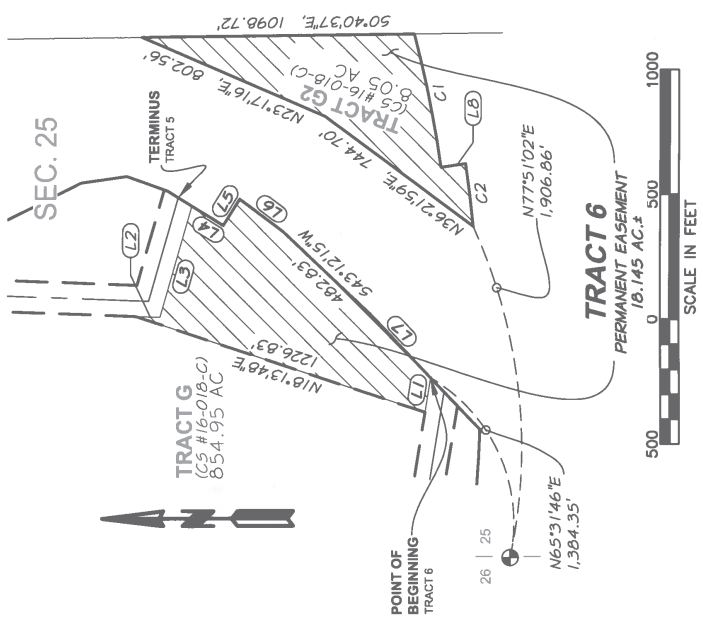 SEC. 25
TERMINUS
TRACT 5
L2
L3
L4
L5
L6
S43°12'15"W
482.83'
L7
L1
N18°13'48"E
1226.83'
TRACT G
(CS #16-018-C)
854.95 AC
POINT OF
BEGINNING
TRACT 6
26 | 25
N65°31'46"E
1,384.35'
S0°40'37"E, 1098.72'
N23°17'16"E, 802.56'
TRACT G2
(CS #16-018-C)
8.05 AC
N36°21'59"E, 744.70'
C1
L8
C2
N77°51'02"E
1,906.86'
TRACT 6
PERMANENT EASEMENT
18.145 AC.±
500 0 500 1000
SCALE IN FEET